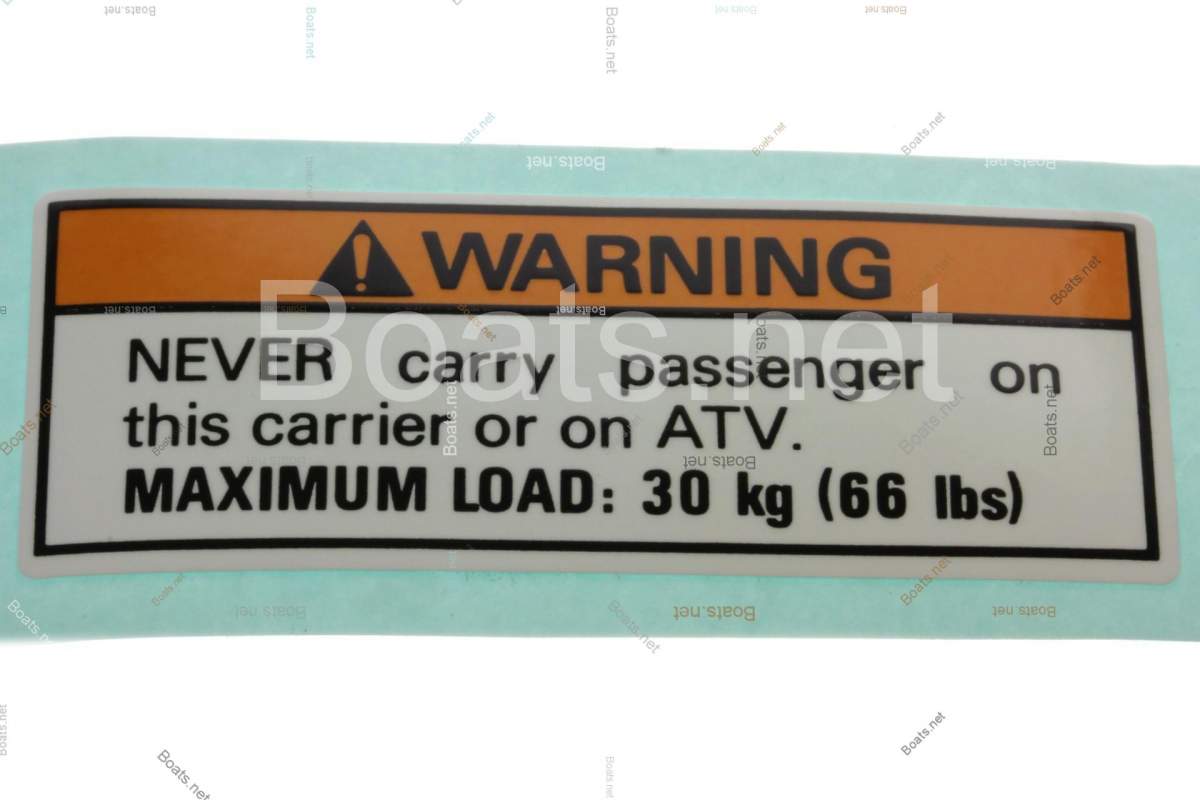 WARNING
NEVER carry passenger on
this carrier or on ATV.
MAXIMUM LOAD: 30 kg (66 lbs)
Boats.net